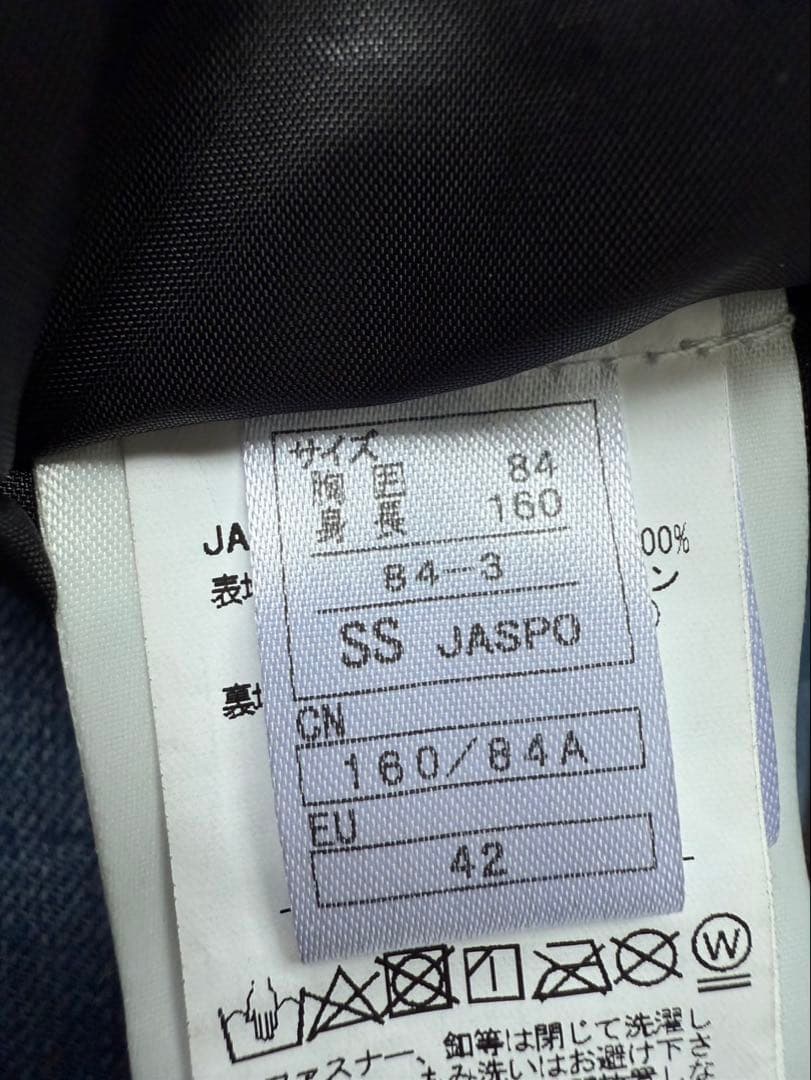 サイズ
胸囲 84
身長 160
84-3
SS JASPO
CN
160/84A
EU
42
JA
00%
表
ン
裏
W
ファスナー、釦等は閉じて洗濯し
もみ洗いはお避け下さ